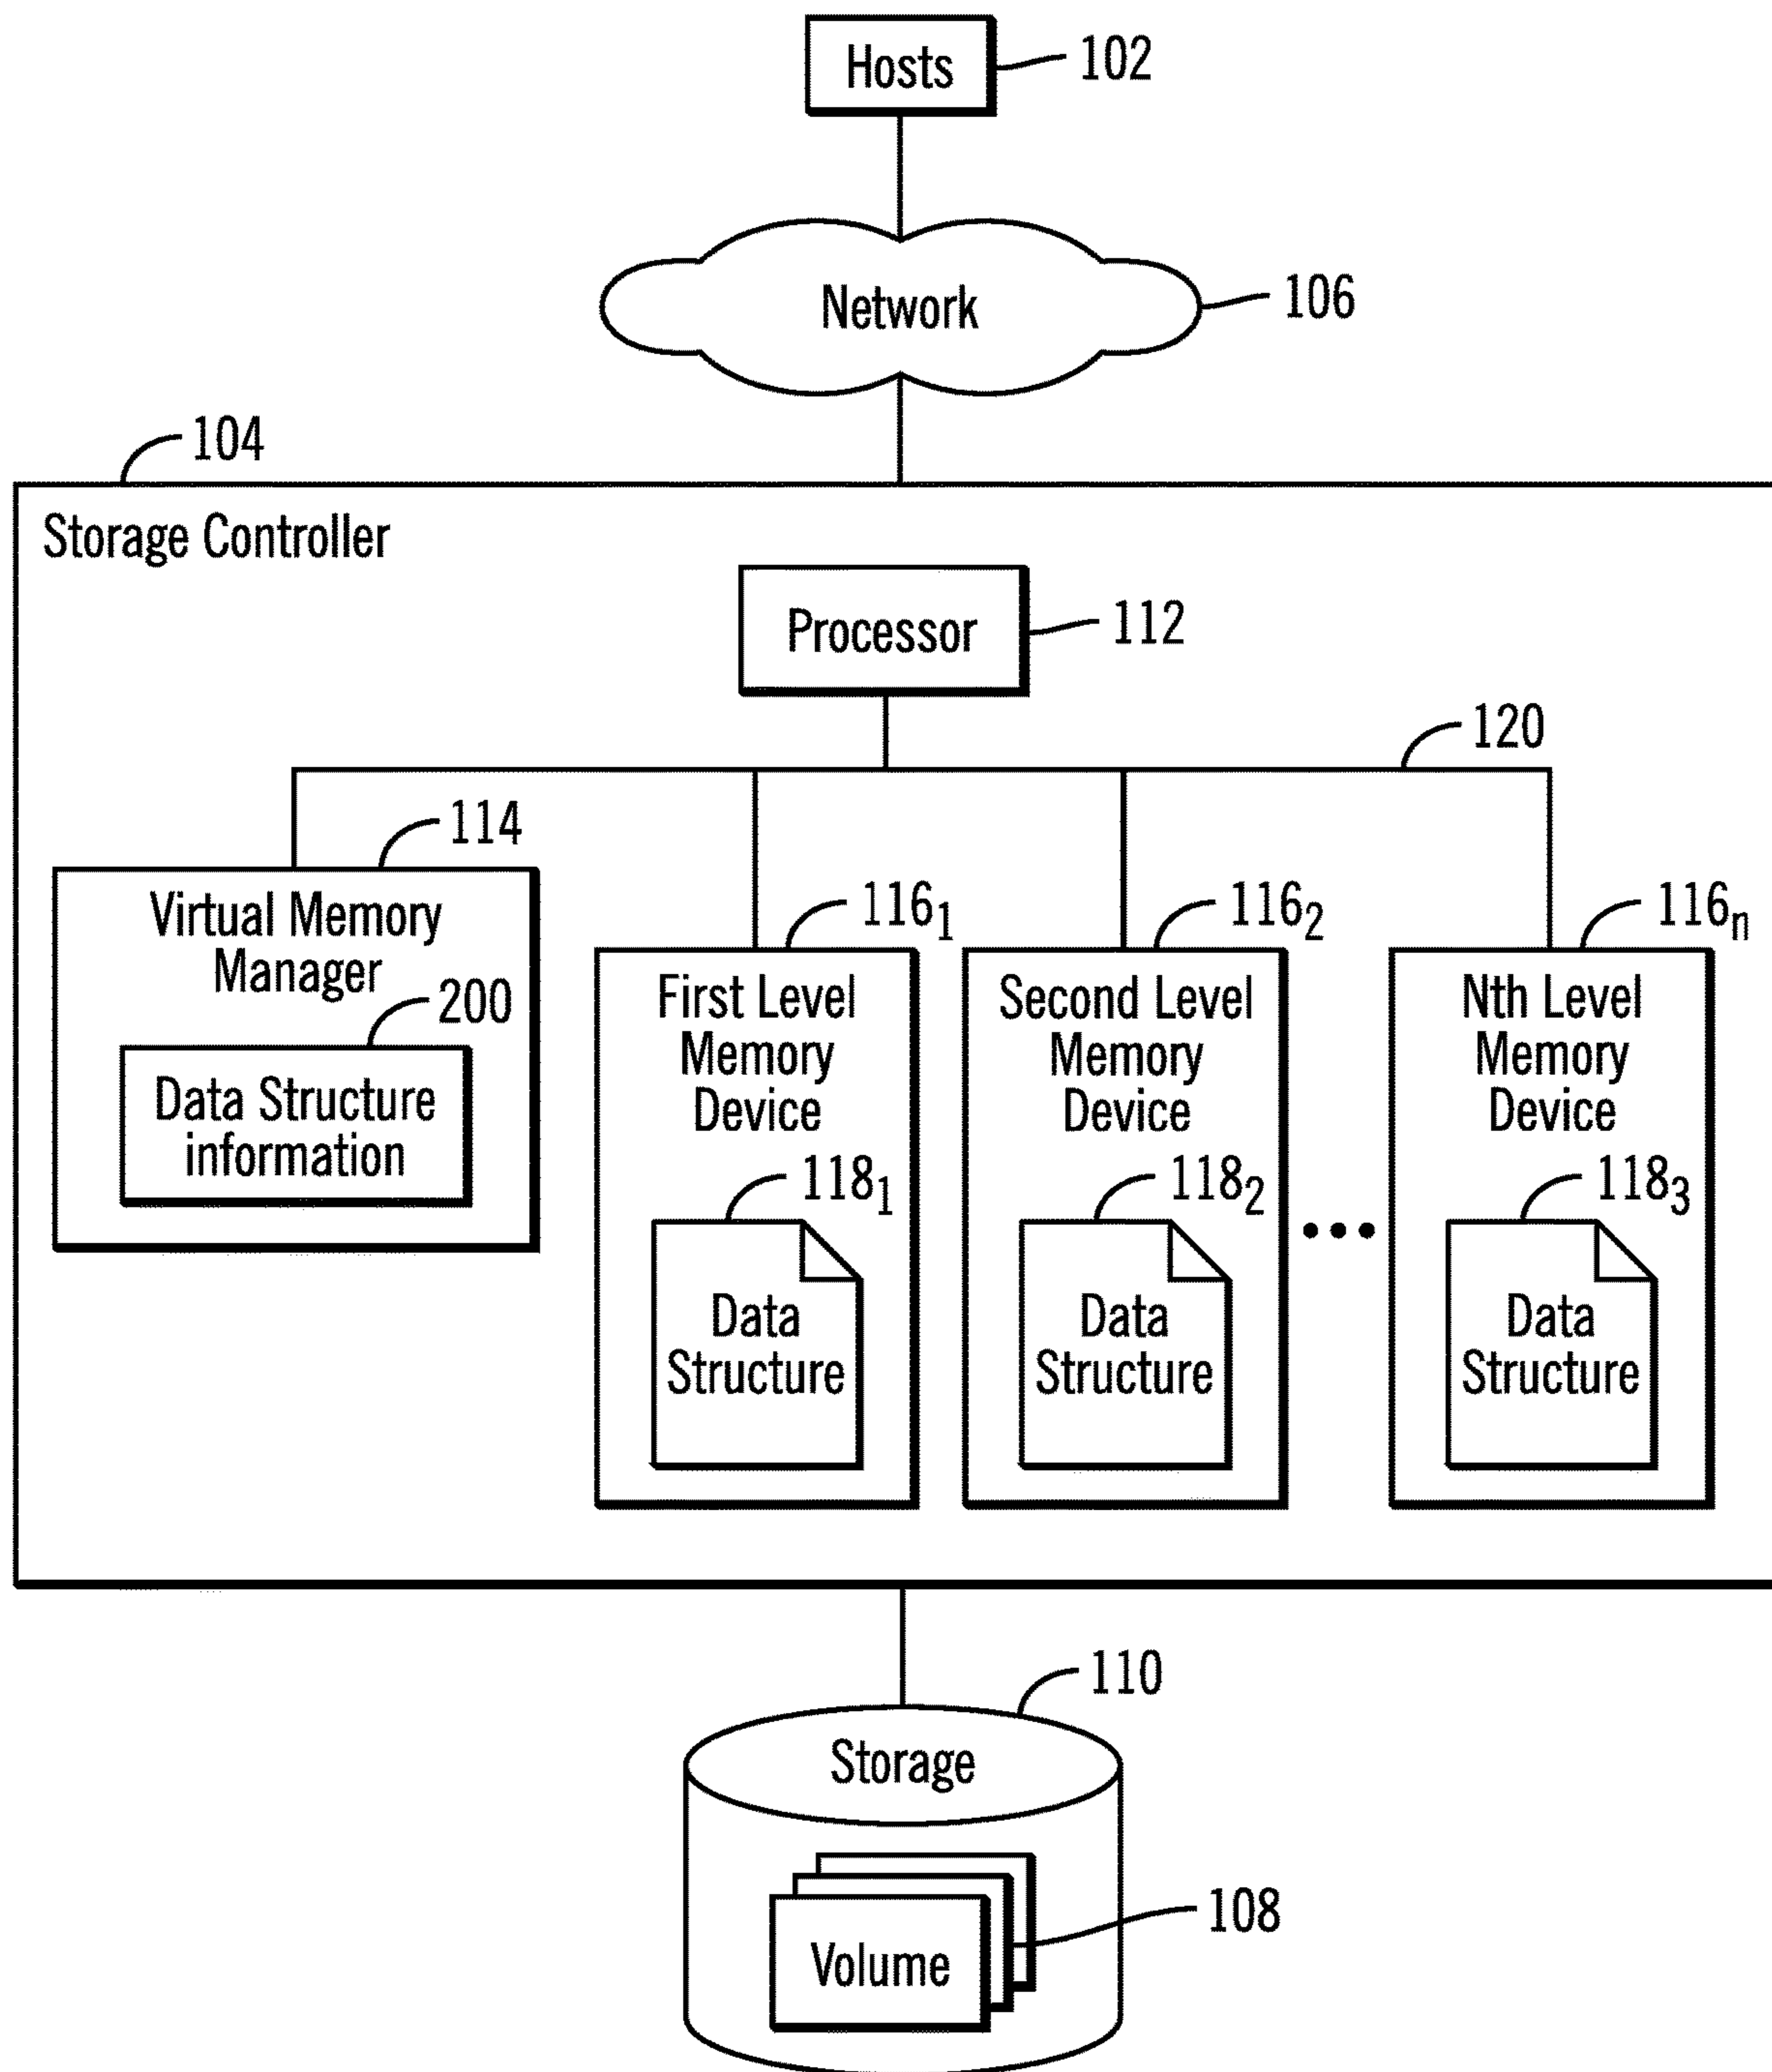 Hosts
102
Network
106
104
Storage Controller
Processor
112
120
114
Virtual Memory
Manager
200
Data Structure
information
116₁
First Level
Memory
Device
118₁
Data
Structure
116₂
Second Level
Memory
Device
118₂
Data
Structure
•••
116ₙ
Nth Level
Memory
Device
118₃
Data
Structure
110
Storage
108
Volume